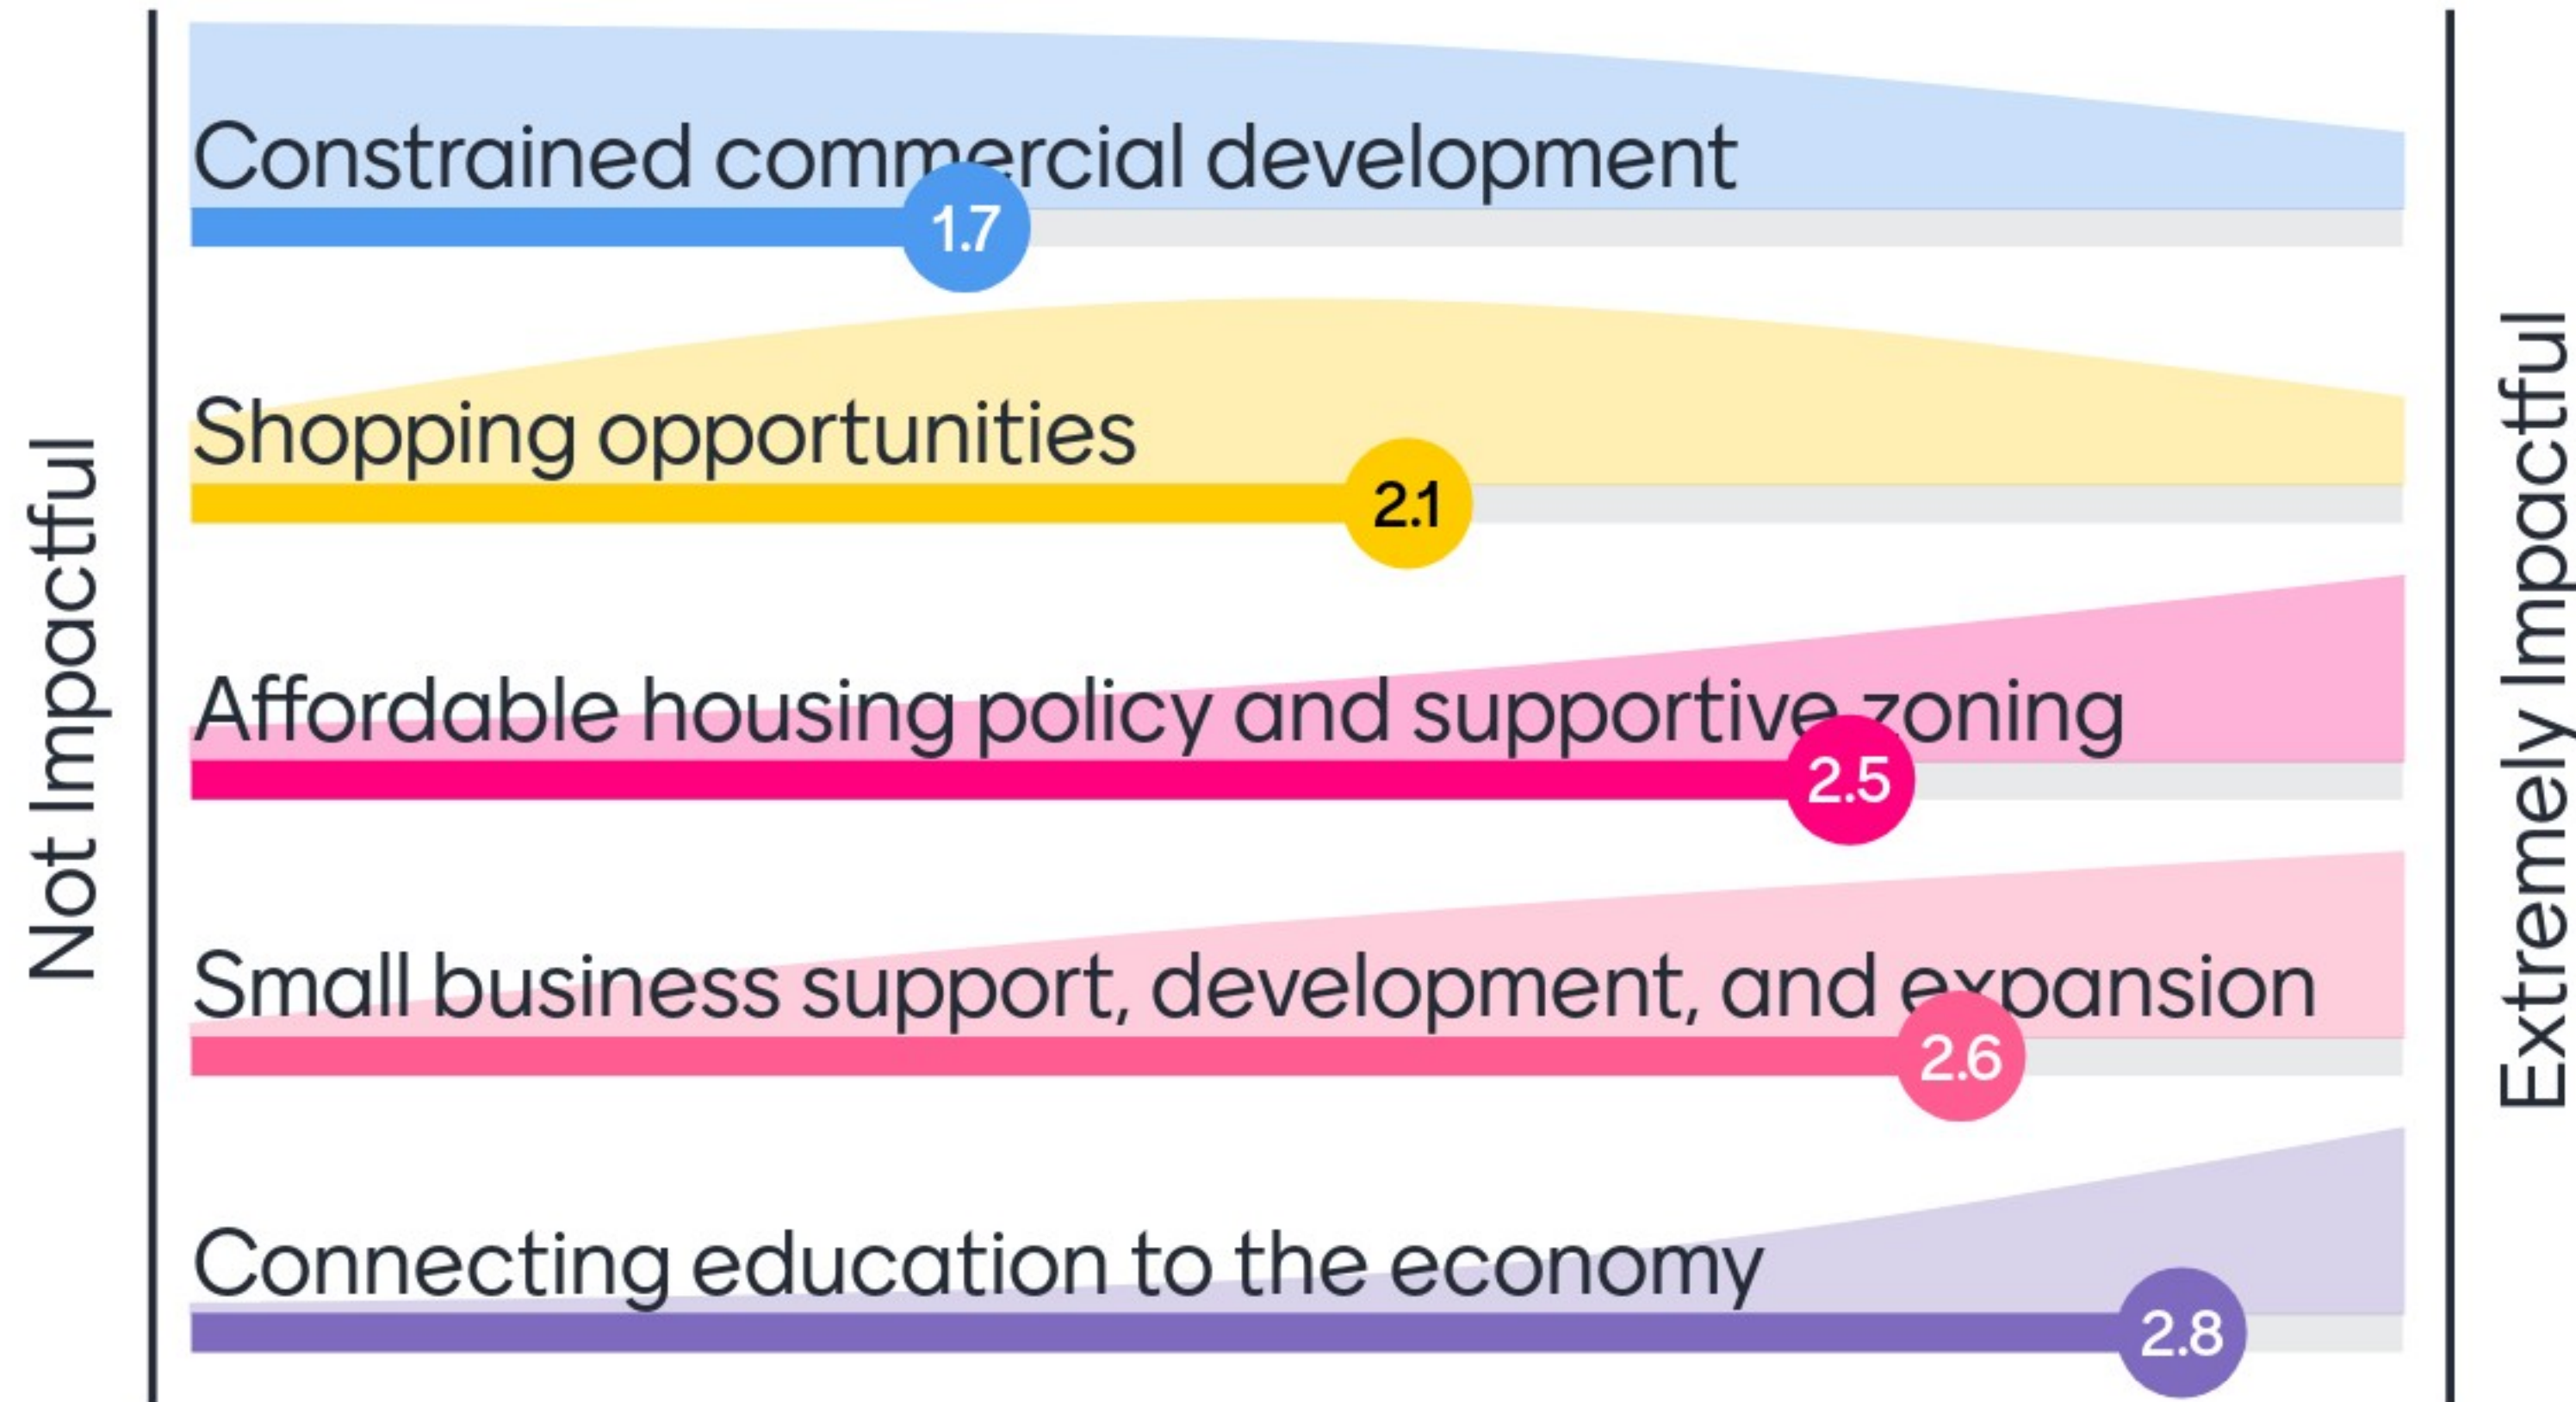 Not Impactful
Constrained commercial development
1.7
Shopping opportunities
2.1
Affordable housing policy and supportive zoning
2.5
Small business support, development, and expansion
2.6
Connecting education to the economy
2.8
Extremely Impactful